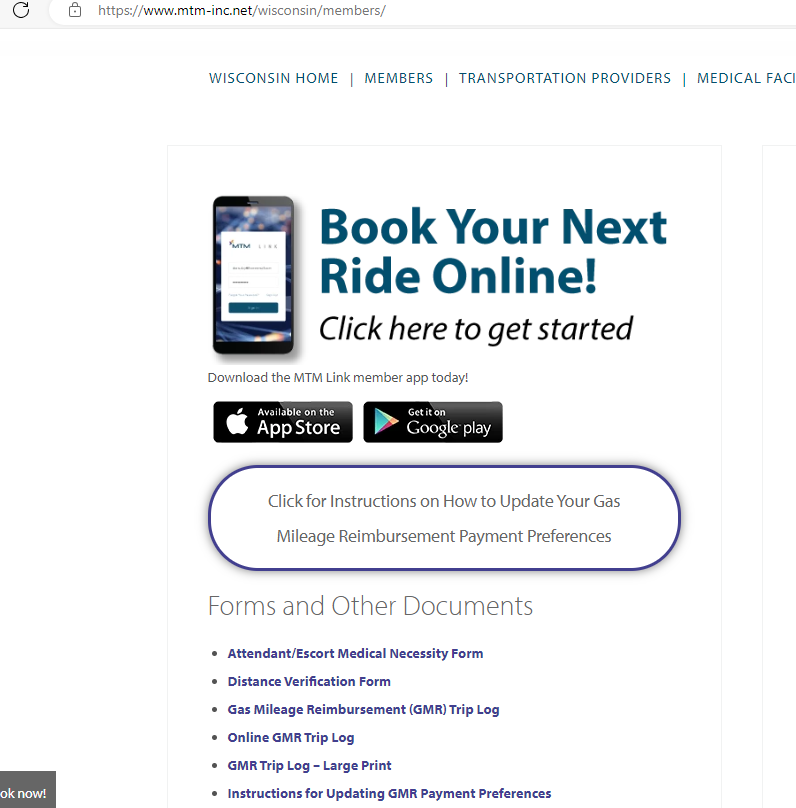 https://www.mtm-inc.net/wisconsin/members/
WISCONSIN HOME | MEMBERS | TRANSPORTATION PROVIDERS | MEDICAL FACI
MTM LINK
Book Your Next
Ride Online!
Click here to get started
Download the MTM Link member app today!
Available on the
App Store
Get it on
Google play
Click for Instructions on How to Update Your Gas
Mileage Reimbursement Payment Preferences
Forms and Other Documents
• Attendant/Escort Medical Necessity Form
• Distance Verification Form
• Gas Mileage Reimbursement (GMR) Trip Log
• Online GMR Trip Log
• GMR Trip Log – Large Print
• Instructions for Updating GMR Payment Preferences
ok now!